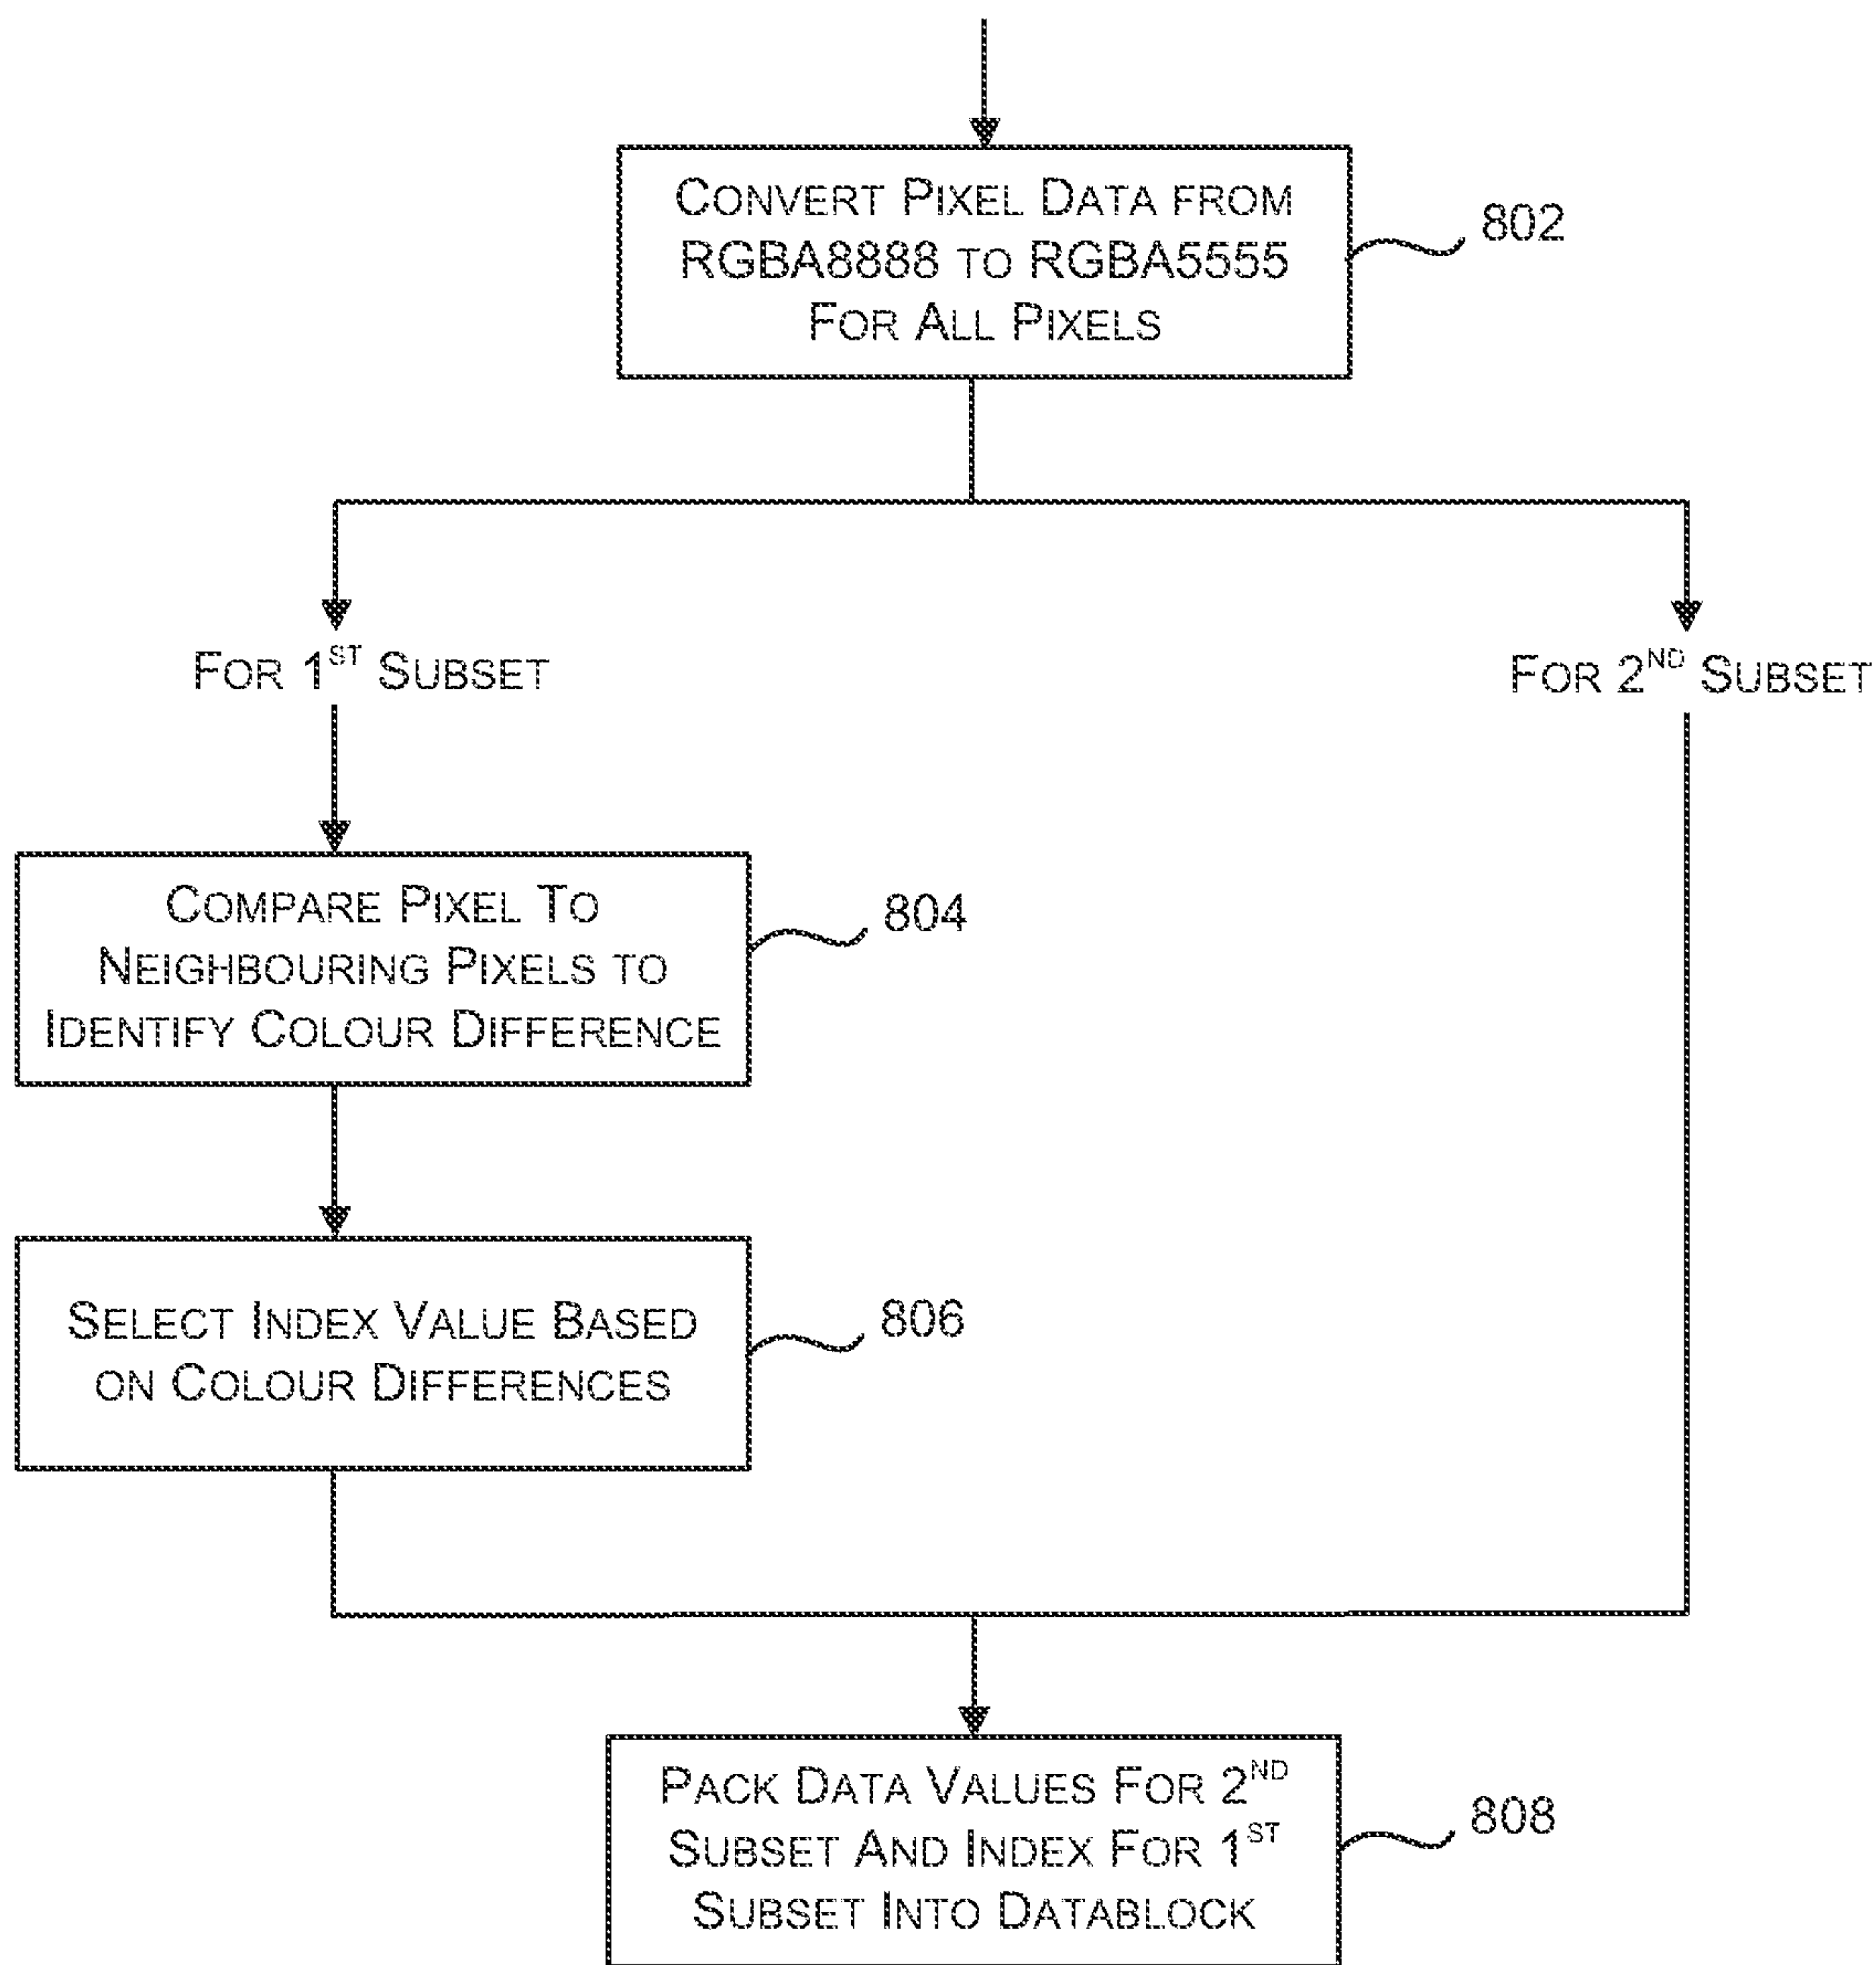 CONVERT PIXEL DATA FROM
RGBA8888 TO RGBA5555
FOR ALL PIXELS
802
FOR 1ST SUBSET
FOR 2ND SUBSET
COMPARE PIXEL TO
NEIGHBOURING PIXELS TO
IDENTIFY COLOUR DIFFERENCE
804
SELECT INDEX VALUE BASED
ON COLOUR DIFFERENCES
806
PACK DATA VALUES FOR 2ND
SUBSET AND INDEX FOR 1ST
SUBSET INTO DATABLOCK
808